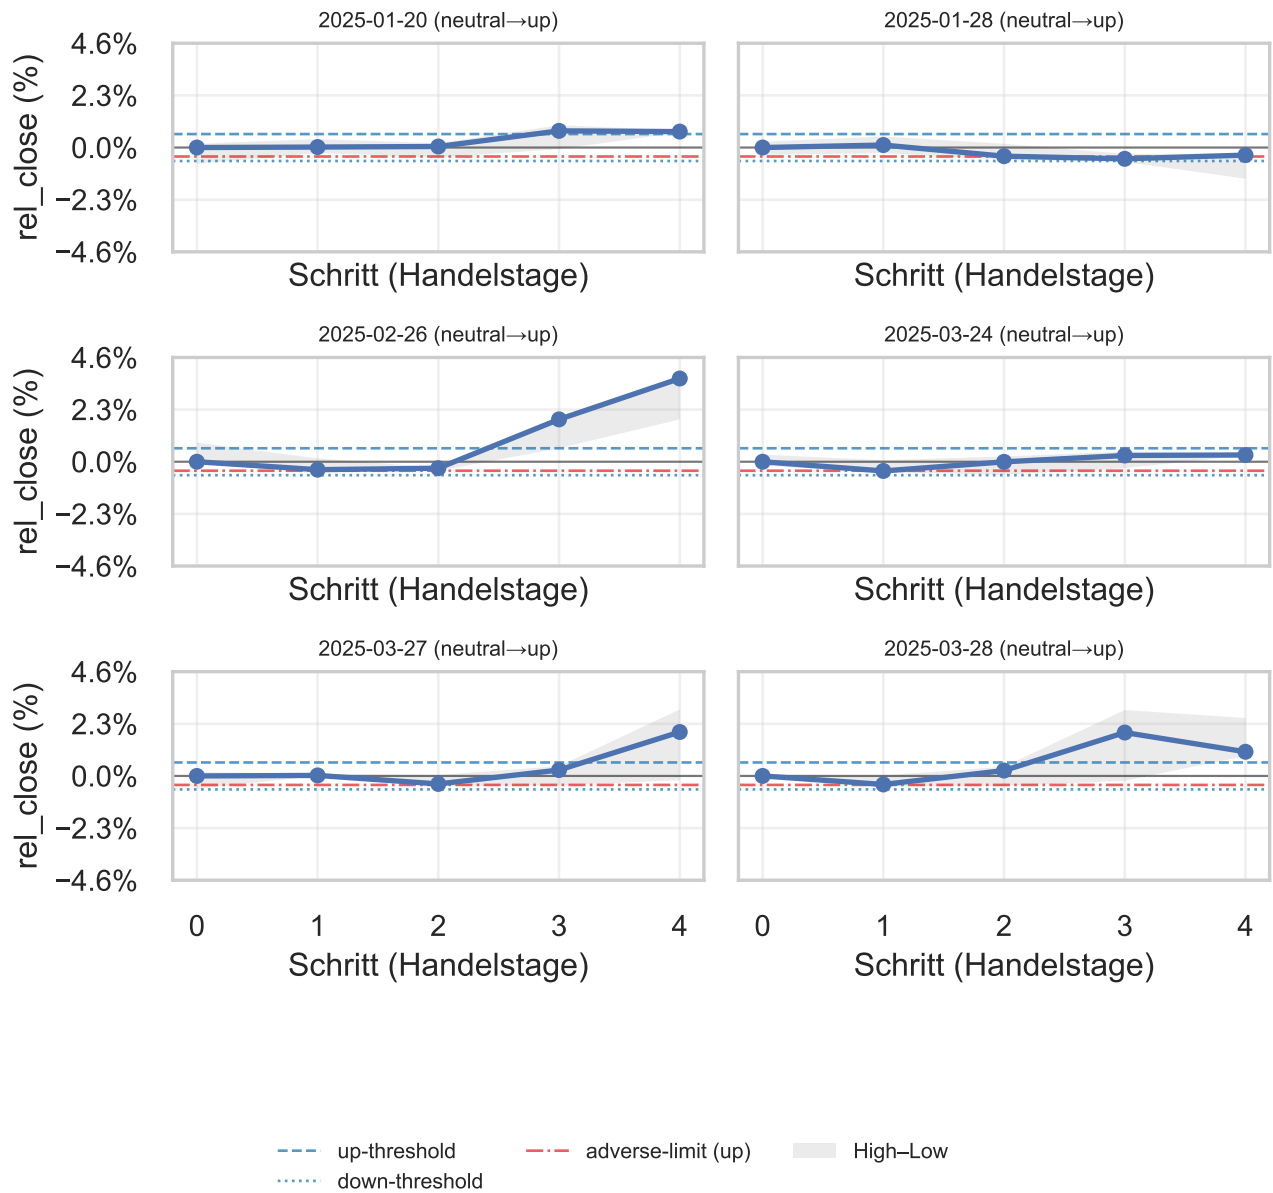 2025-01-20 (neutral→up)
2025-01-28 (neutral→up)
4.6%
2.3%
0.0%
−2.3%
−4.6%
rel_close (%)
Schritt (Handelstage)
Schritt (Handelstage)
2025-02-26 (neutral→up)
2025-03-24 (neutral→up)
4.6%
2.3%
0.0%
−2.3%
−4.6%
rel_close (%)
Schritt (Handelstage)
Schritt (Handelstage)
2025-03-27 (neutral→up)
2025-03-28 (neutral→up)
4.6%
2.3%
0.0%
−2.3%
−4.6%
rel_close (%)
0 1 2 3 4
0 1 2 3 4
Schritt (Handelstage)
Schritt (Handelstage)
up-threshold
down-threshold
adverse-limit (up)
High–Low